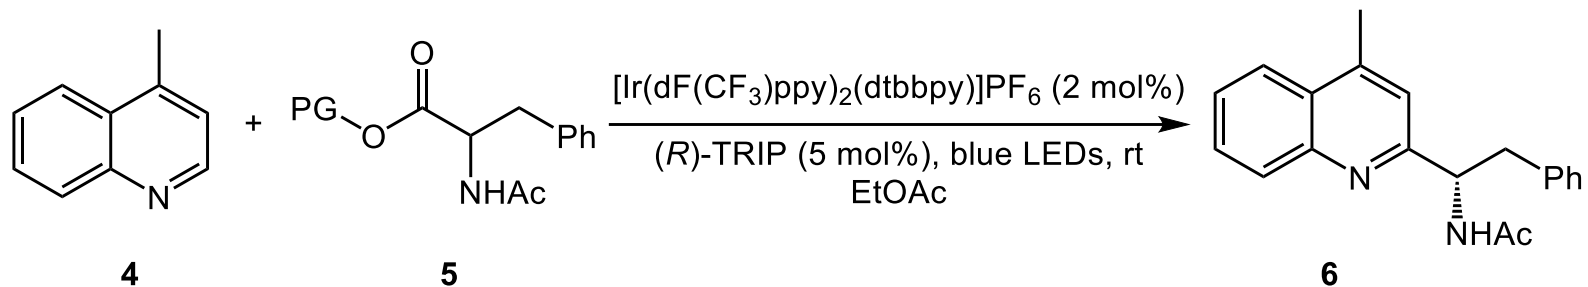 N
4
+
PG
O
O
Ph
NHAc
5
[Ir(dF(CF₃)ppy)₂(dtbbpy)]PF₆ (2 mol%)
(R)-TRIP (5 mol%), blue LEDs, rt
EtOAc
N
Ph
NHAc
6